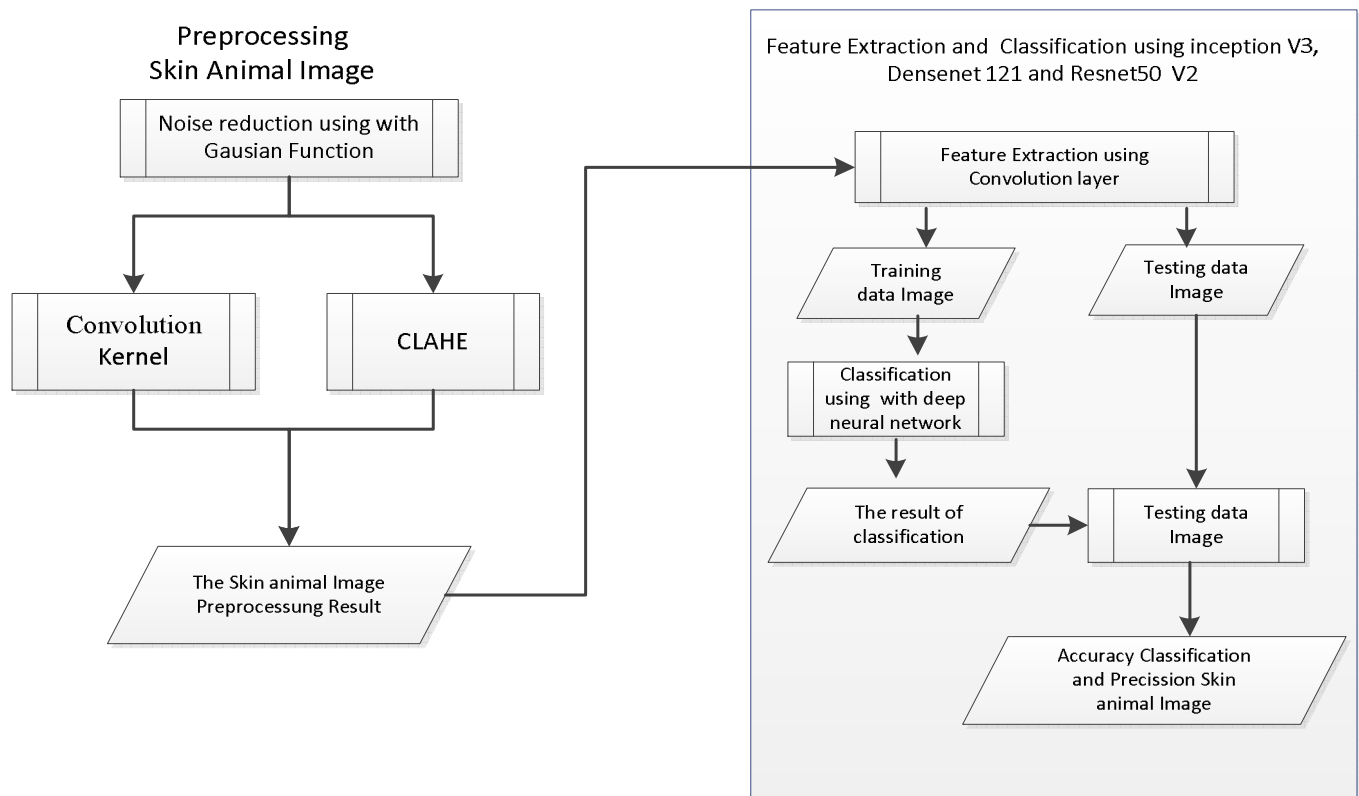 Preprocessing
Skin Animal Image
Noise reduction using with
Gausian Function
Convolution
Kernel
CLAHE
The Skin animal Image
Preprocessung Result
Feature Extraction and Classification using inception V3,
Densenet 121 and Resnet50 V2
Feature Extraction using
Convolution layer
Training
data Image
Testing data
Image
Classification
using with deep
neural network
The result of
classification
Testing data
Image
Accuracy Classification
and Precission Skin
animal Image